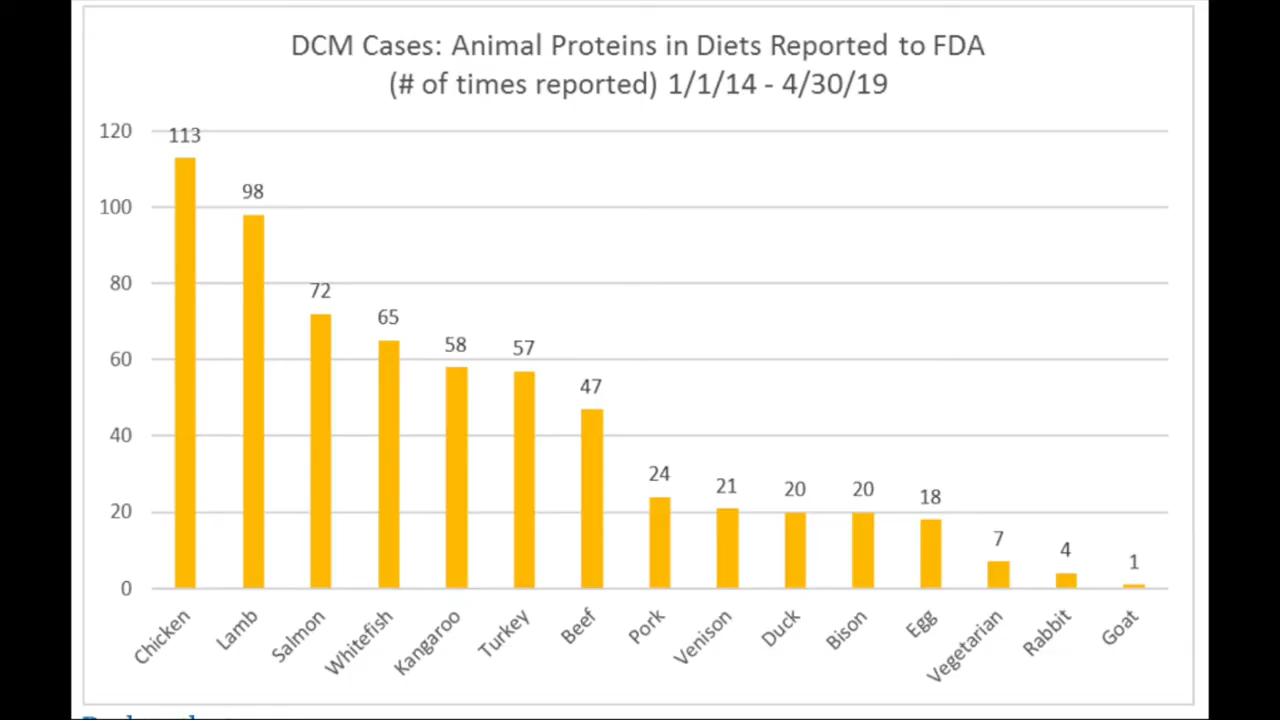 DCM Cases: Animal Proteins in Diets Reported to FDA
(# of times reported) 1/1/14 - 4/30/19
120
100
80
60
40
20
0
113
98
72
65
58
57
47
24
21
20
20
18
7
4
1
Chicken
Lamb
Salmon
Whitefish
Kangaroo
Turkey
Beef
Pork
Venison
Duck
Bison
Egg
Vegetarian
Rabbit
Goat